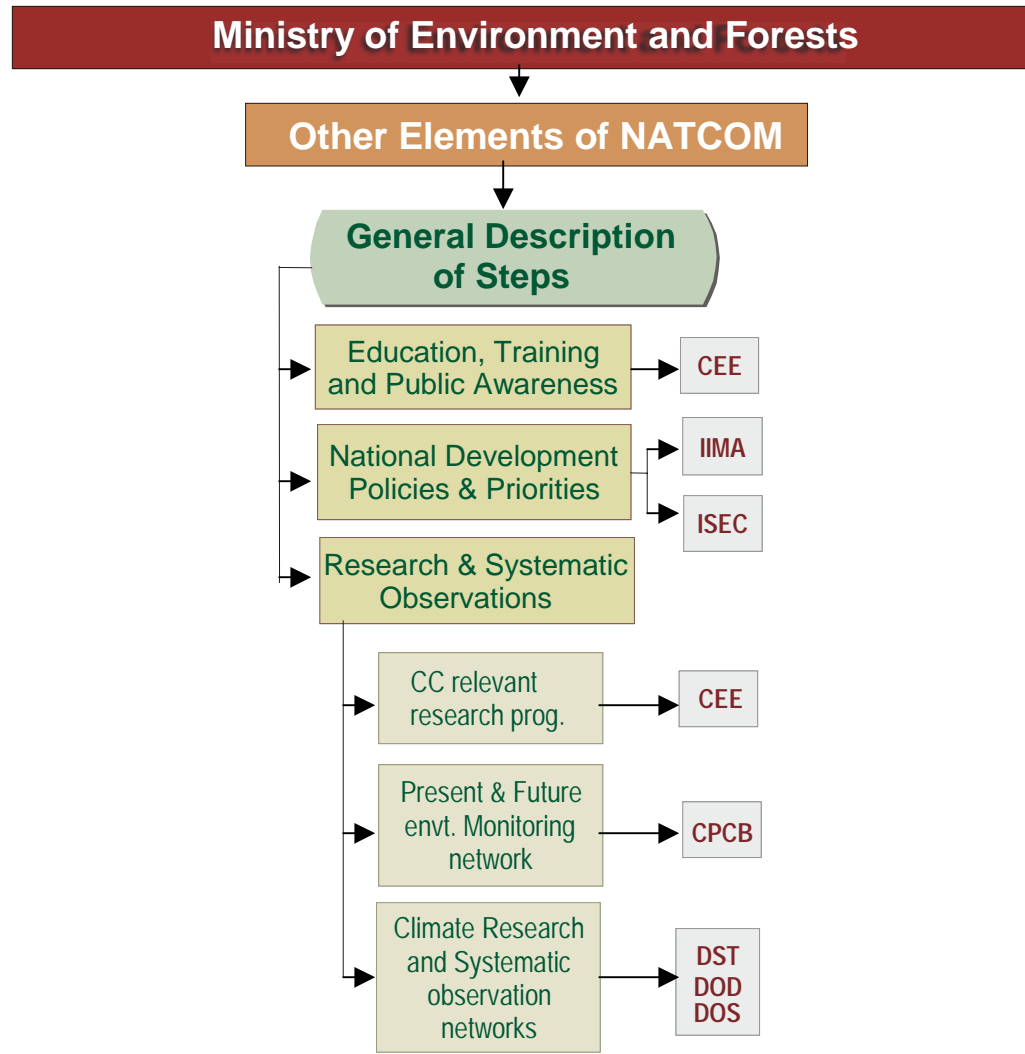 Ministry of Environment and Forests
Other Elements of NATCOM
General Description
of Steps
Education, Training
and Public Awareness
CEE
National Development
Policies & Priorities
IIMA
ISEC
Research & Systematic
Observations
CC relevant
research prog.
CEE
Present & Future
envt. Monitoring
network
CPCB
Climate Research
and Systematic
observation
networks
DST
DOD
DOS